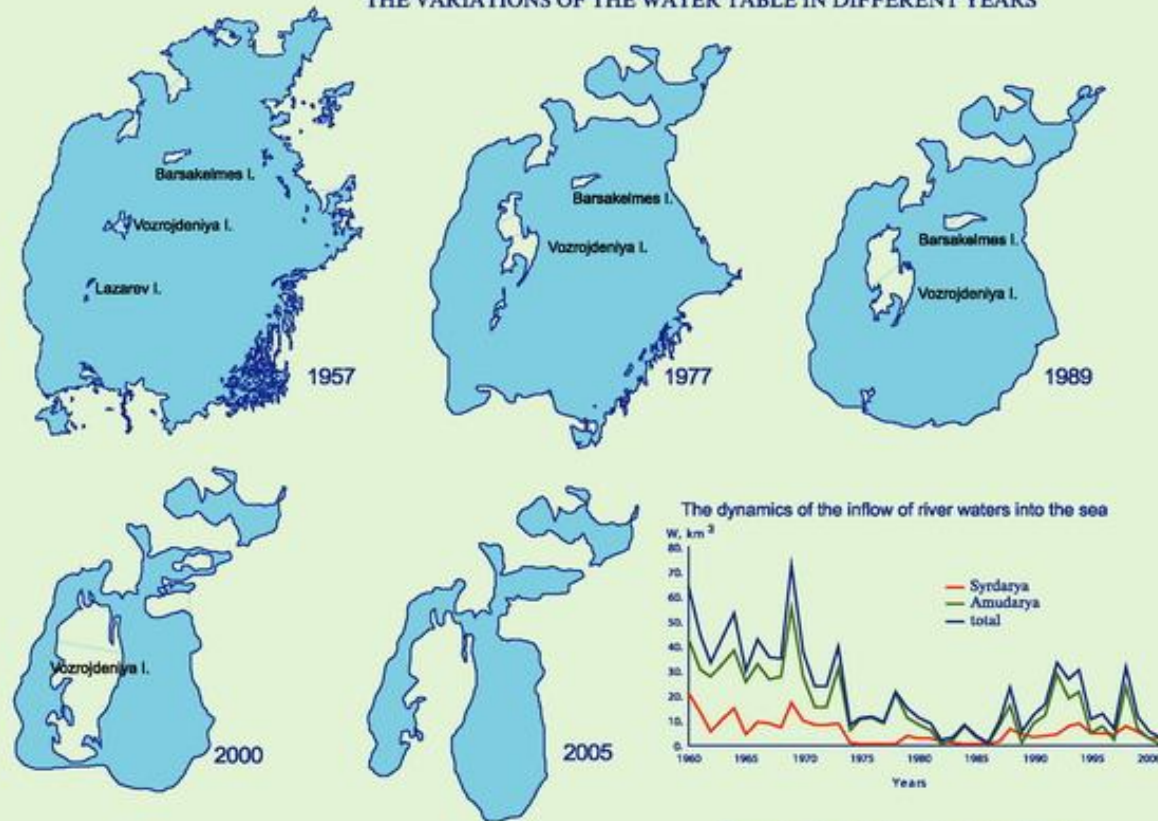 THE VARIATIONS OF THE WATER TABLE IN DIFFERENT YEARS
Barsakelmes I.
Vozrojdeniya I.
Lazarev I.
1957
Barsakelmes I.
Vozrojdeniya I.
1977
Barsakelmes I.
Vozrojdeniya I.
1989
Vozrojdeniya I.
2000
2005
The dynamics of the inflow of river waters into the sea
W, km³
80.
70.
60.
50.
40.
30.
20.
10.
0.
Syrdarya
Amudarya
total
1960 1965 1970 1975 1980 1985 1990 1995
Years